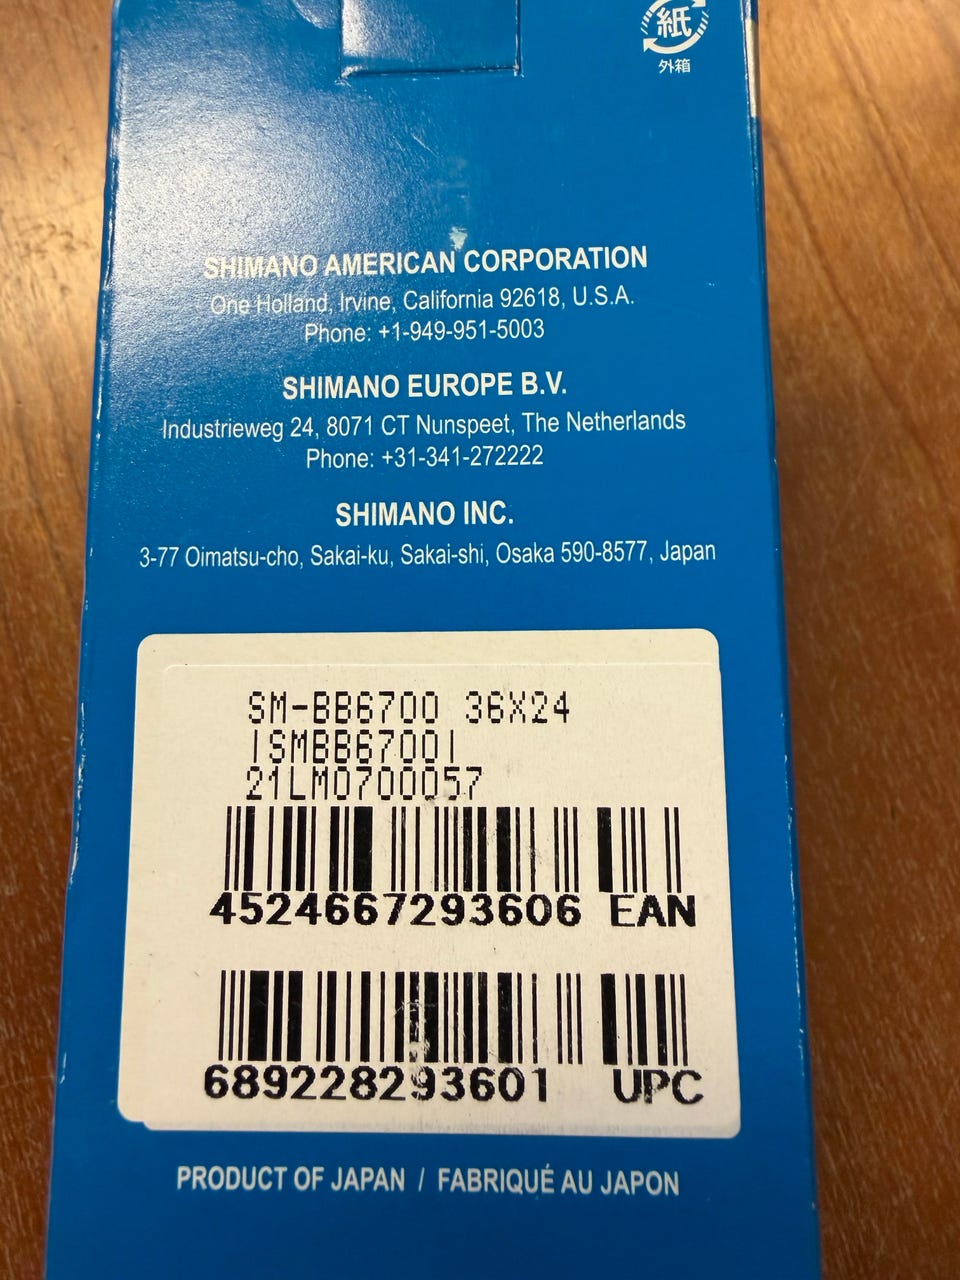 紙
外箱
SHIMANO AMERICAN CORPORATION
One Holland, Irvine, California 92618, U.S.A.
Phone: +1-949-951-5003
SHIMANO EUROPE B.V.
Industrieweg 24, 8071 CT Nunspeet, The Netherlands
Phone: +31-341-272222
SHIMANO INC.
3-77 Oimatsu-cho, Sakai-ku, Sakai-shi, Osaka 590-8577, Japan
SM-BB6700 36X24
ISMBB6700I
21LM0700057
4524667293606 EAN
689228293601 UPC
PRODUCT OF JAPAN / FABRIQUÉ AU JAPON